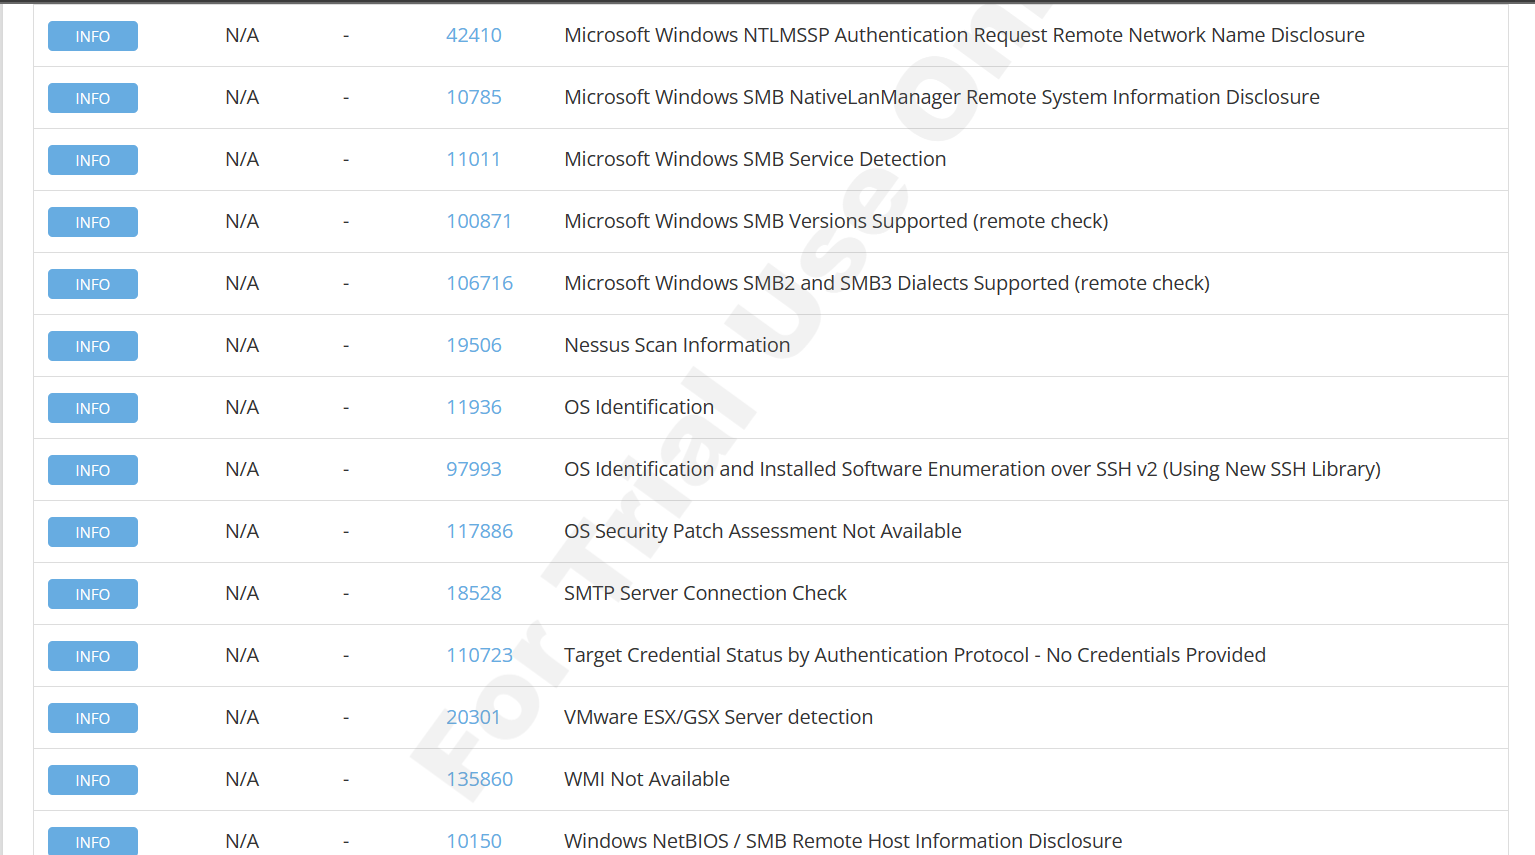 INFO N/A - 42410 Microsoft Windows NTLMSSP Authentication Request Remote Network Name Disclosure
INFO N/A - 10785 Microsoft Windows SMB NativeLanManager Remote System Information Disclosure
INFO N/A - 11011 Microsoft Windows SMB Service Detection
INFO N/A - 100871 Microsoft Windows SMB Versions Supported (remote check)
INFO N/A - 106716 Microsoft Windows SMB2 and SMB3 Dialects Supported (remote check)
INFO N/A - 19506 Nessus Scan Information
INFO N/A - 11936 OS Identification
INFO N/A - 97993 OS Identification and Installed Software Enumeration over SSH v2 (Using New SSH Library)
INFO N/A - 117886 OS Security Patch Assessment Not Available
INFO N/A - 18528 SMTP Server Connection Check
INFO N/A - 110723 Target Credential Status by Authentication Protocol - No Credentials Provided
INFO N/A - 20301 VMware ESX/GSX Server detection
INFO N/A - 135860 WMI Not Available
INFO N/A - 10150 Windows NetBIOS / SMB Remote Host Information Disclosure
For Trial Use